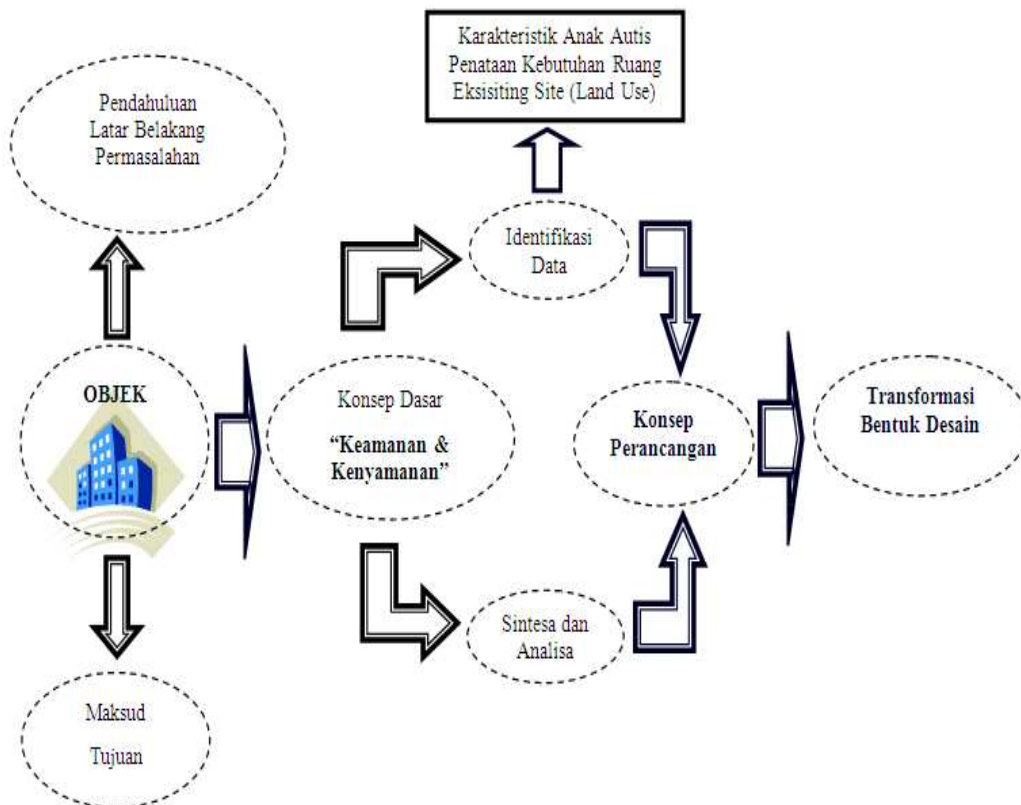 Karakteristik Anak Autis
Penataan Kebutuhan Ruang
Eksisiting Site (Land Use)
Pendahuluan
Latar Belakang
Permasalahan
Identifikasi
Data
OBJEK
Konsep Dasar
“Keamanan &
Kenyamanan”
Konsep
Perancangan
Transformasi
Bentuk Desain
Sintesa dan
Analisa
Maksud
Tujuan